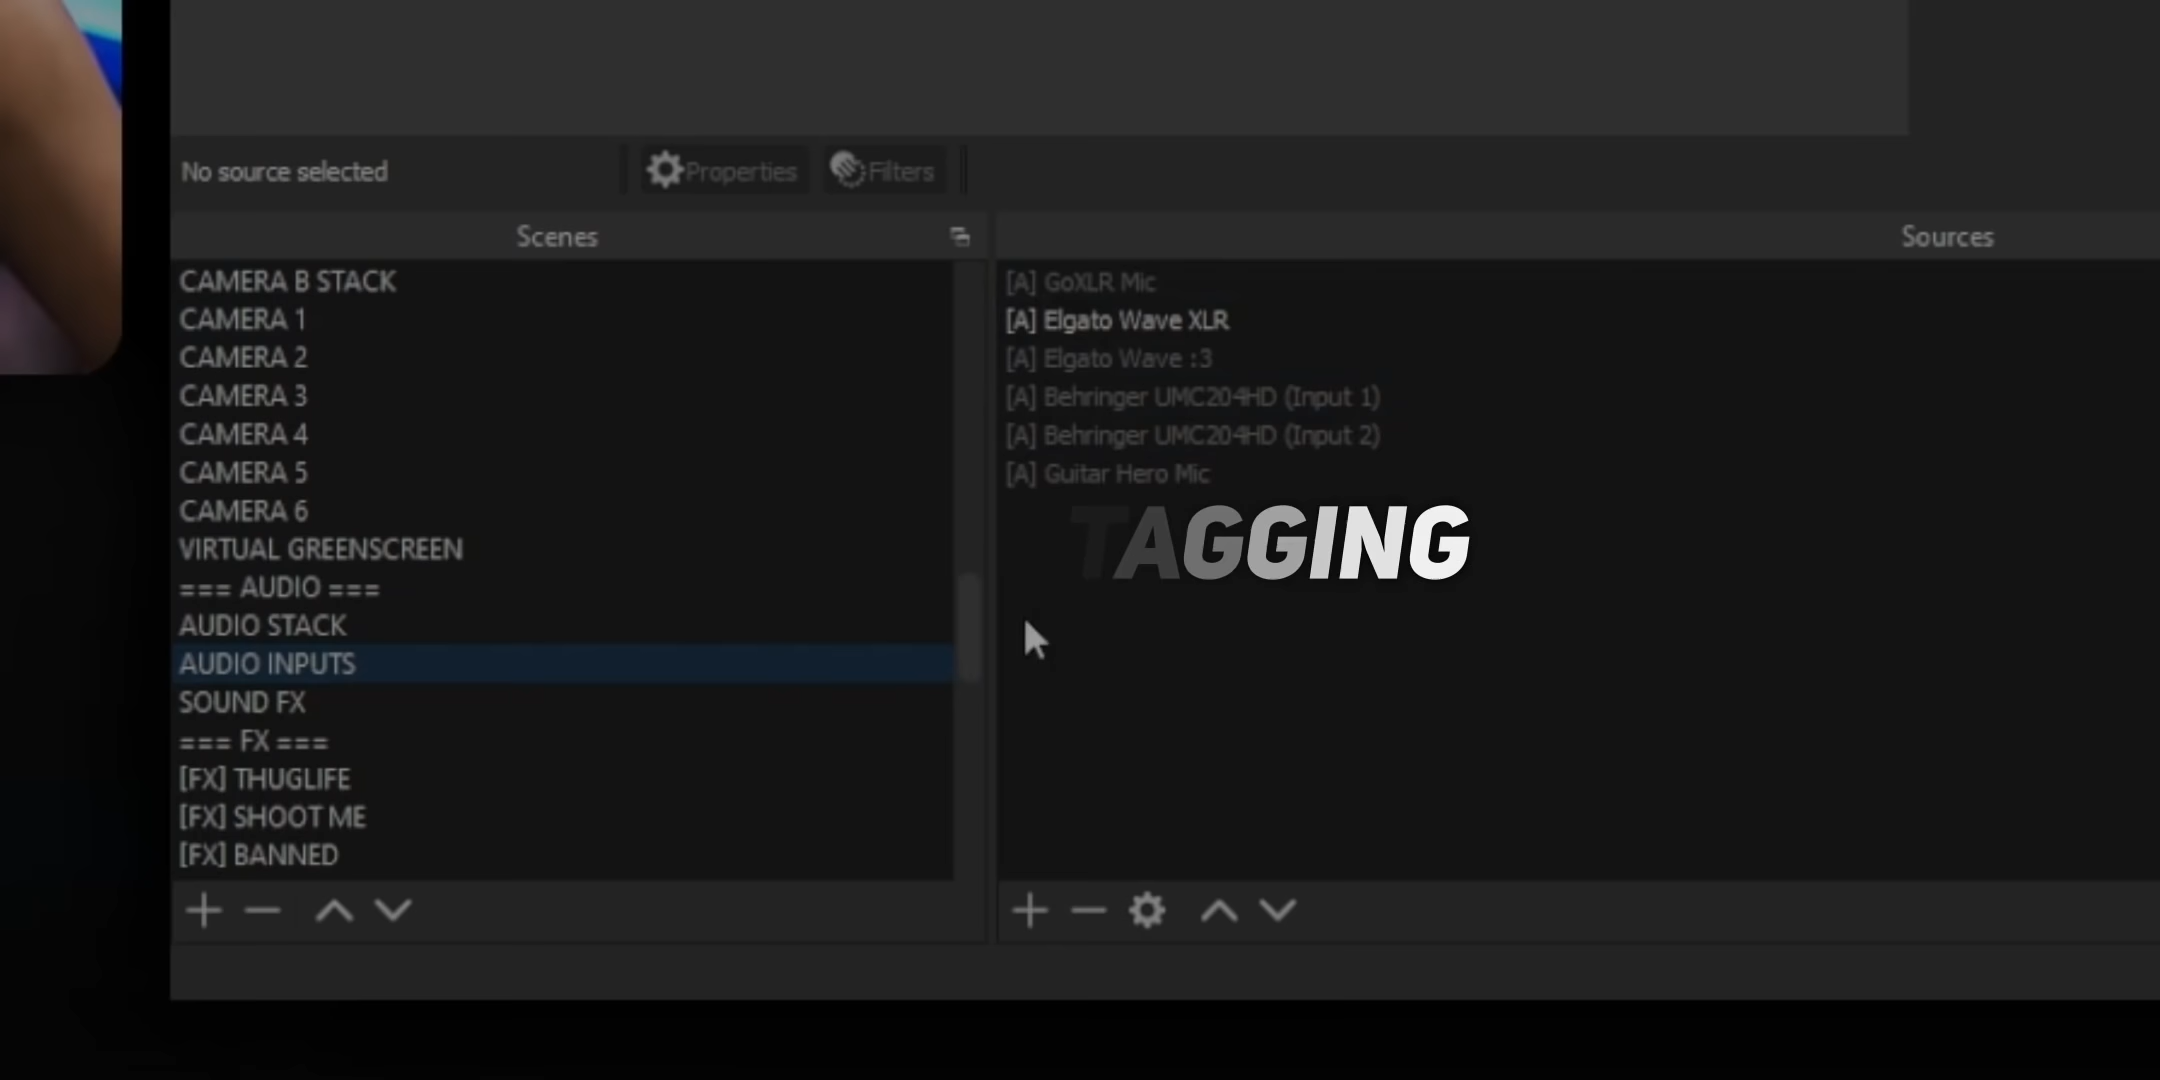 No source selected
Properties
Filters
Scenes
CAMERA B STACK
CAMERA 1
CAMERA 2
CAMERA 3
CAMERA 4
CAMERA 5
CAMERA 6
VIRTUAL GREENSCREEN
=== AUDIO ===
AUDIO STACK
AUDIO INPUTS
SOUND FX
=== FX ===
[FX] THUGLIFE
[FX] SHOOT ME
[FX] BANNED
Sources
[A] GoXLR Mic
[A] Elgato Wave XLR
[A] Elgato Wave :3
[A] Behringer UMC204HD (Input 1)
[A] Behringer UMC204HD (Input 2)
[A] Guitar Hero Mic
TAGGING